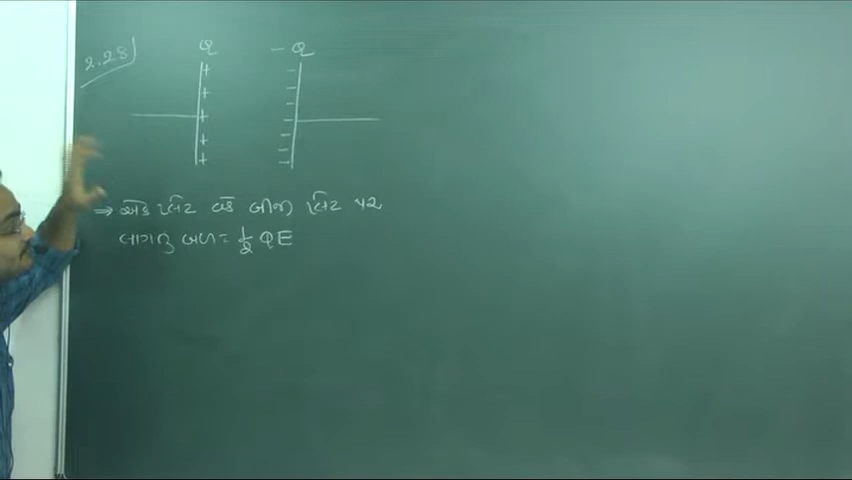 2.28)
Q - Q
⇒ એક પ્લેટ વડે બીજી પ્લેટ પર
લાગતું બળ = 1/2 QE